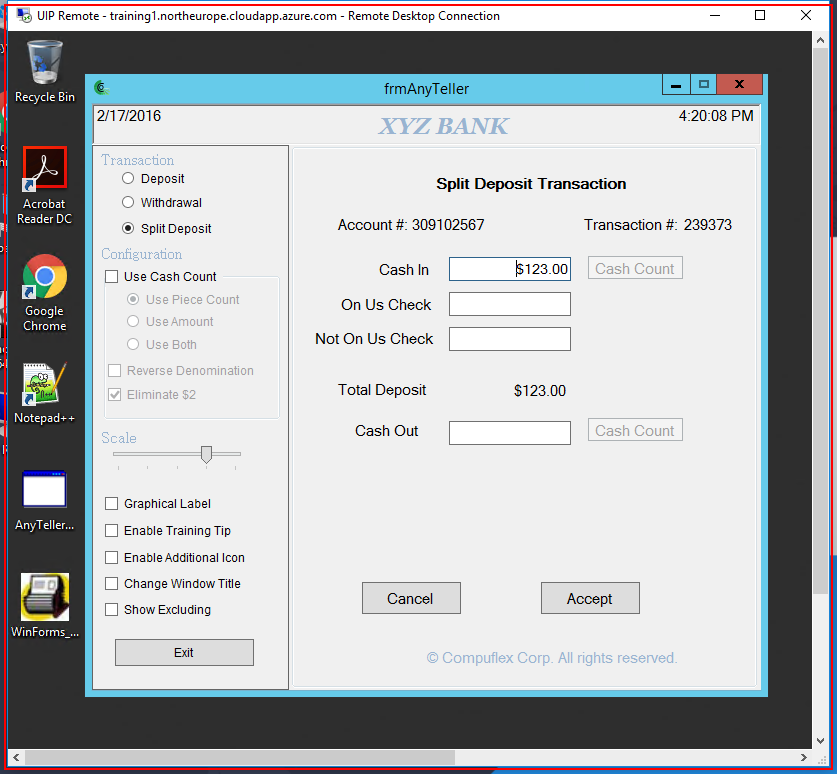 UIP Remote - training1.northeurope.cloudapp.azure.com - Remote Desktop Connection
Recycle Bin
Acrobat
Reader DC
Google
Chrome
Notepad++
AnyTeller...
WinForms_...
frmAnyTeller
2/17/2016
XYZ BANK
4:20:08 PM
Transaction
Deposit
Withdrawal
Split Deposit
Configuration
Use Cash Count
Use Piece Count
Use Amount
Use Both
Reverse Denomination
Eliminate $2
Scale
Graphical Label
Enable Training Tip
Enable Additional Icon
Change Window Title
Show Excluding
Exit
Split Deposit Transaction
Account #: 309102567 Transaction #: 239373
Cash In $123.00 Cash Count
On Us Check
Not On Us Check
Total Deposit $123.00
Cash Out Cash Count
Cancel Accept
© Compuflex Corp. All rights reserved.